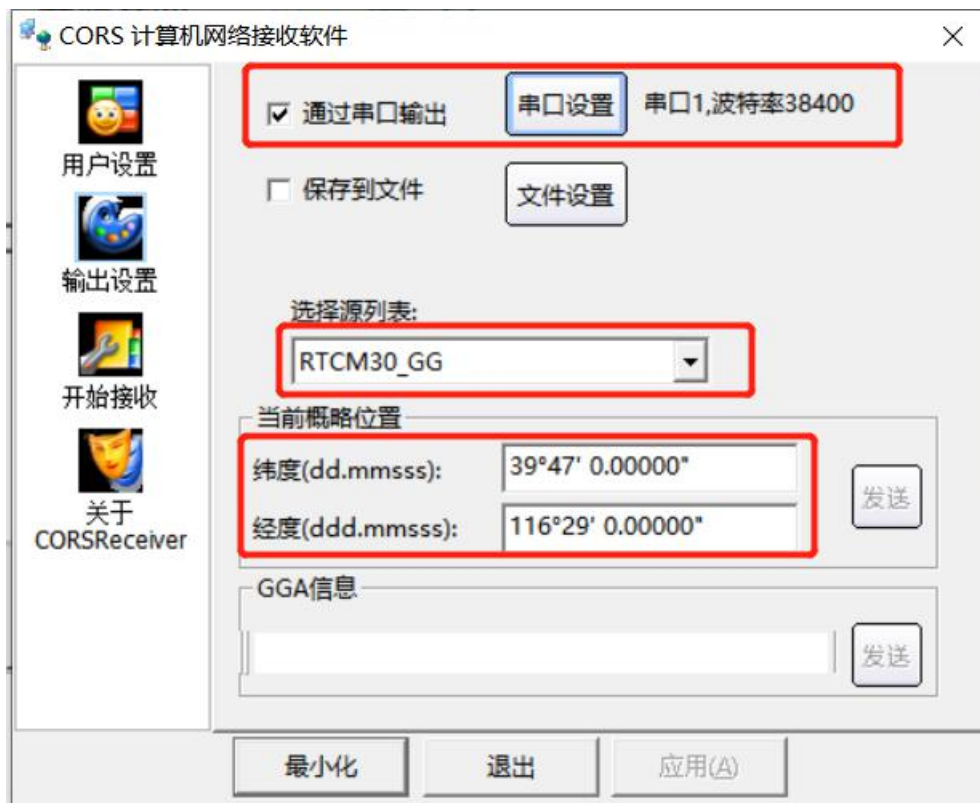 CORS 计算机网络接收软件
用户设置
输出设置
开始接收
关于
CORSReceiver
通过串口输出
串口设置
串口1,波特率38400
保存到文件
文件设置
选择源列表:
RTCM30_GG
当前概略位置
纬度(dd.mmsss):
39°47' 0.00000"
经度(ddd.mmsss):
116°29' 0.00000"
发送
GGA信息
发送
最小化
退出
应用(A)